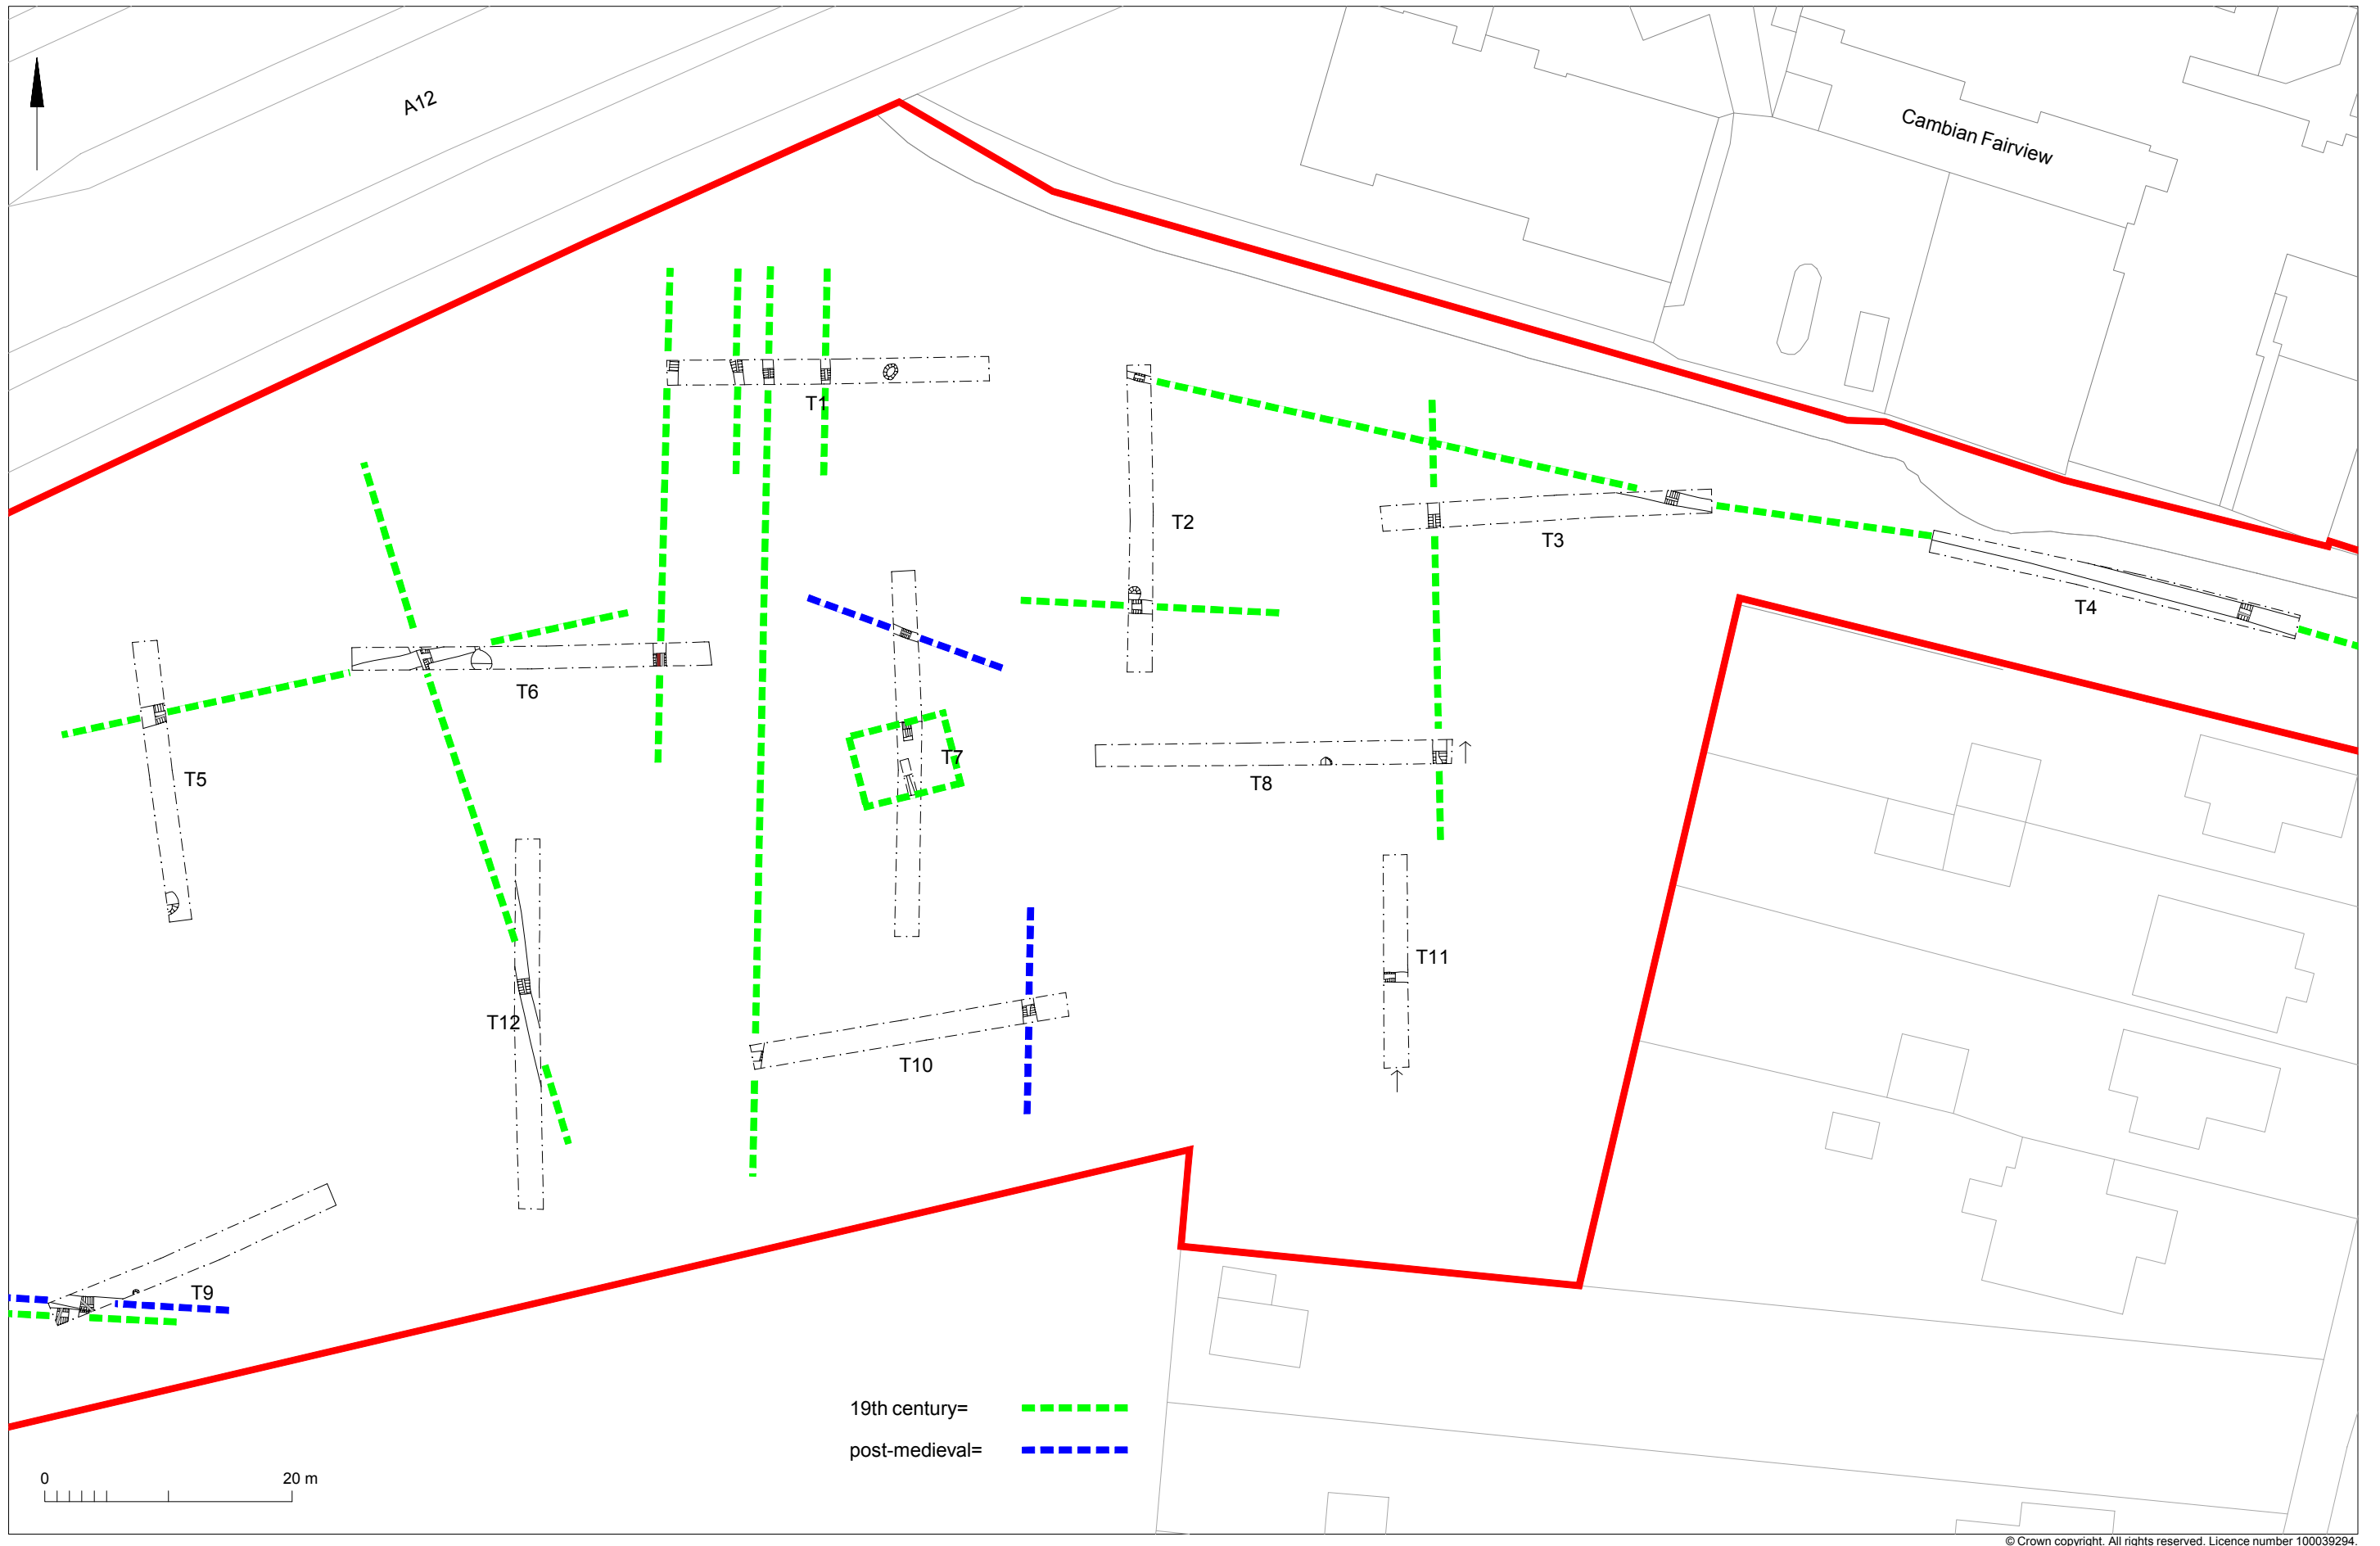 A12
Cambian Fairview
T1
T2
T3
T4
T6
T5
T7
T8
T11
T12
T10
T9
19th century=
post-medieval=
0 20 m
© Crown copyright. All rights reserved. Licence number 100039294.